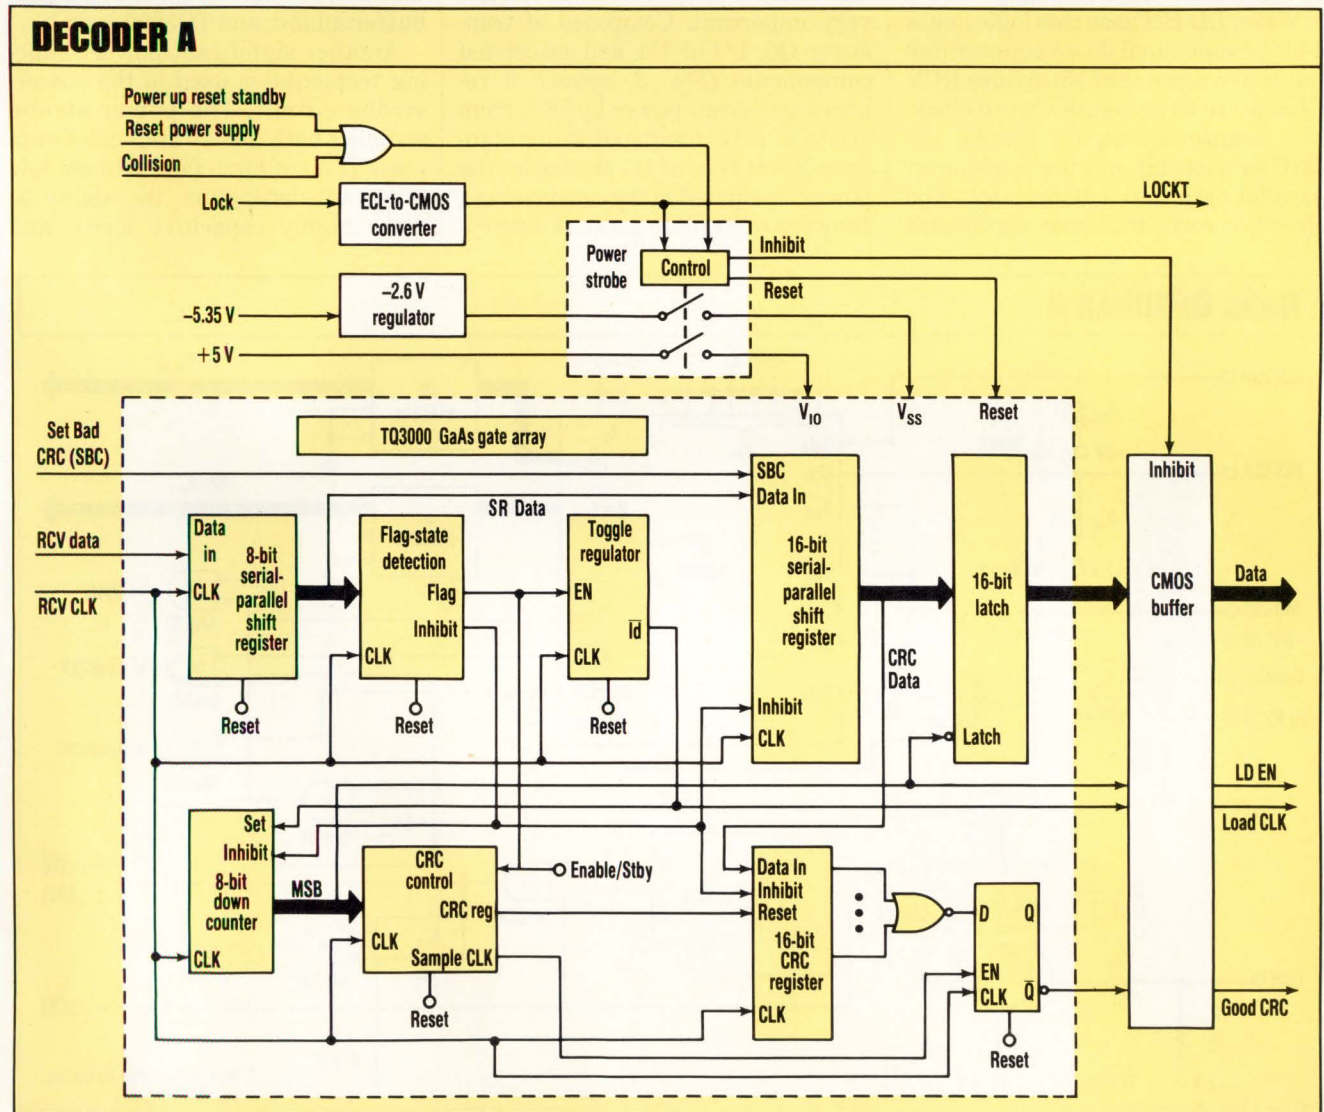 DECODER A
Power up reset standby
Reset power supply
Collision
Lock
ECL-to-CMOS
converter
LOCKT
Power
strobe
Control
Inhibit
Reset
−5.35 V
−2.6 V
regulator
+5 V
V_IO
V_SS
Reset
Set Bad
CRC (SBC)
TQ3000 GaAs gate array
SBC
Data In
SR Data
RCV data
RCV CLK
Data
in
CLK
8-bit
serial-
parallel
shift
register
Reset
Flag-state
detection
Flag
Inhibit
CLK
Reset
Toggle
regulator
EN
I̅d̅
CLK
Reset
16-bit
serial-
parallel
shift
register
Inhibit
CLK
CRC
Data
16-bit
latch
Latch
Inhibit
CMOS
buffer
Data
LD EN
Load CLK
Good CRC
Set
Inhibit
8-bit
down
counter
CLK
MSB
CRC
control
CRC reg
CLK
Sample CLK
Reset
Enable/Stby
Data In
Inhibit
Reset
16-bit
CRC
register
CLK
D Q
EN
CLK Q̅
Reset